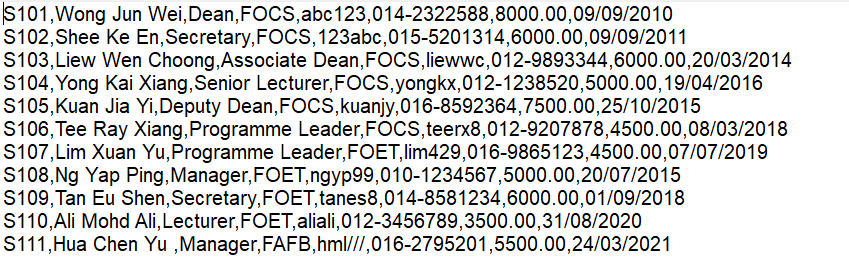 S101,Wong Jun Wei,Dean,FOCS,abc123,014-2322588,8000.00,09/09/2010
S102,Shee Ke En,Secretary,FOCS,123abc,015-5201314,6000.00,09/09/2011
S103,Liew Wen Choong,Associate Dean,FOCS,liewwc,012-9893344,6000.00,20/03/2014
S104,Yong Kai Xiang,Senior Lecturer,FOCS,yongkx,012-1238520,5000.00,19/04/2016
S105,Kuan Jia Yi,Deputy Dean,FOCS,kuanjy,016-8592364,7500.00,25/10/2015
S106,Tee Ray Xiang,Programme Leader,FOCS,teerx8,012-9207878,4500.00,08/03/2018
S107,Lim Xuan Yu,Programme Leader,FOET,lim429,016-9865123,4500.00,07/07/2019
S108,Ng Yap Ping,Manager,FOET,ngyp99,010-1234567,5000.00,20/07/2015
S109,Tan Eu Shen,Secretary,FOET,tanes8,014-8581234,6000.00,01/09/2018
S110,Ali Mohd Ali,Lecturer,FOET,aliali,012-3456789,3500.00,31/08/2020
S111,Hua Chen Yu ,Manager,FAFB,hml///,016-2795201,5500.00,24/03/2021